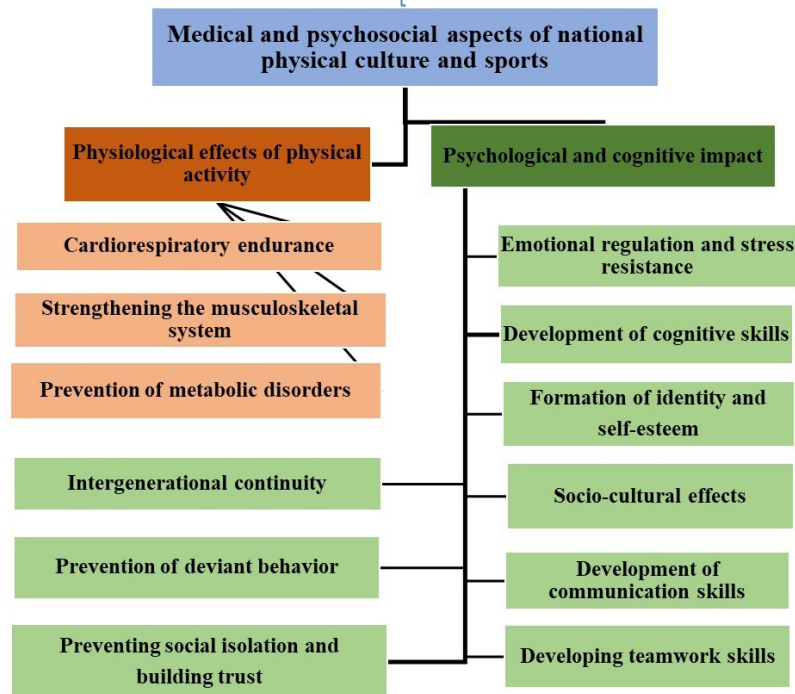 Medical and psychosocial aspects of national
physical culture and sports
Physiological effects of physical
activity
Psychological and cognitive impact
Cardiorespiratory endurance
Strengthening the musculoskeletal
system
Prevention of metabolic disorders
Intergenerational continuity
Prevention of deviant behavior
Preventing social isolation and
building trust
Emotional regulation and stress
resistance
Development of cognitive skills
Formation of identity and
self-esteem
Socio-cultural effects
Development of
communication skills
Developing teamwork skills